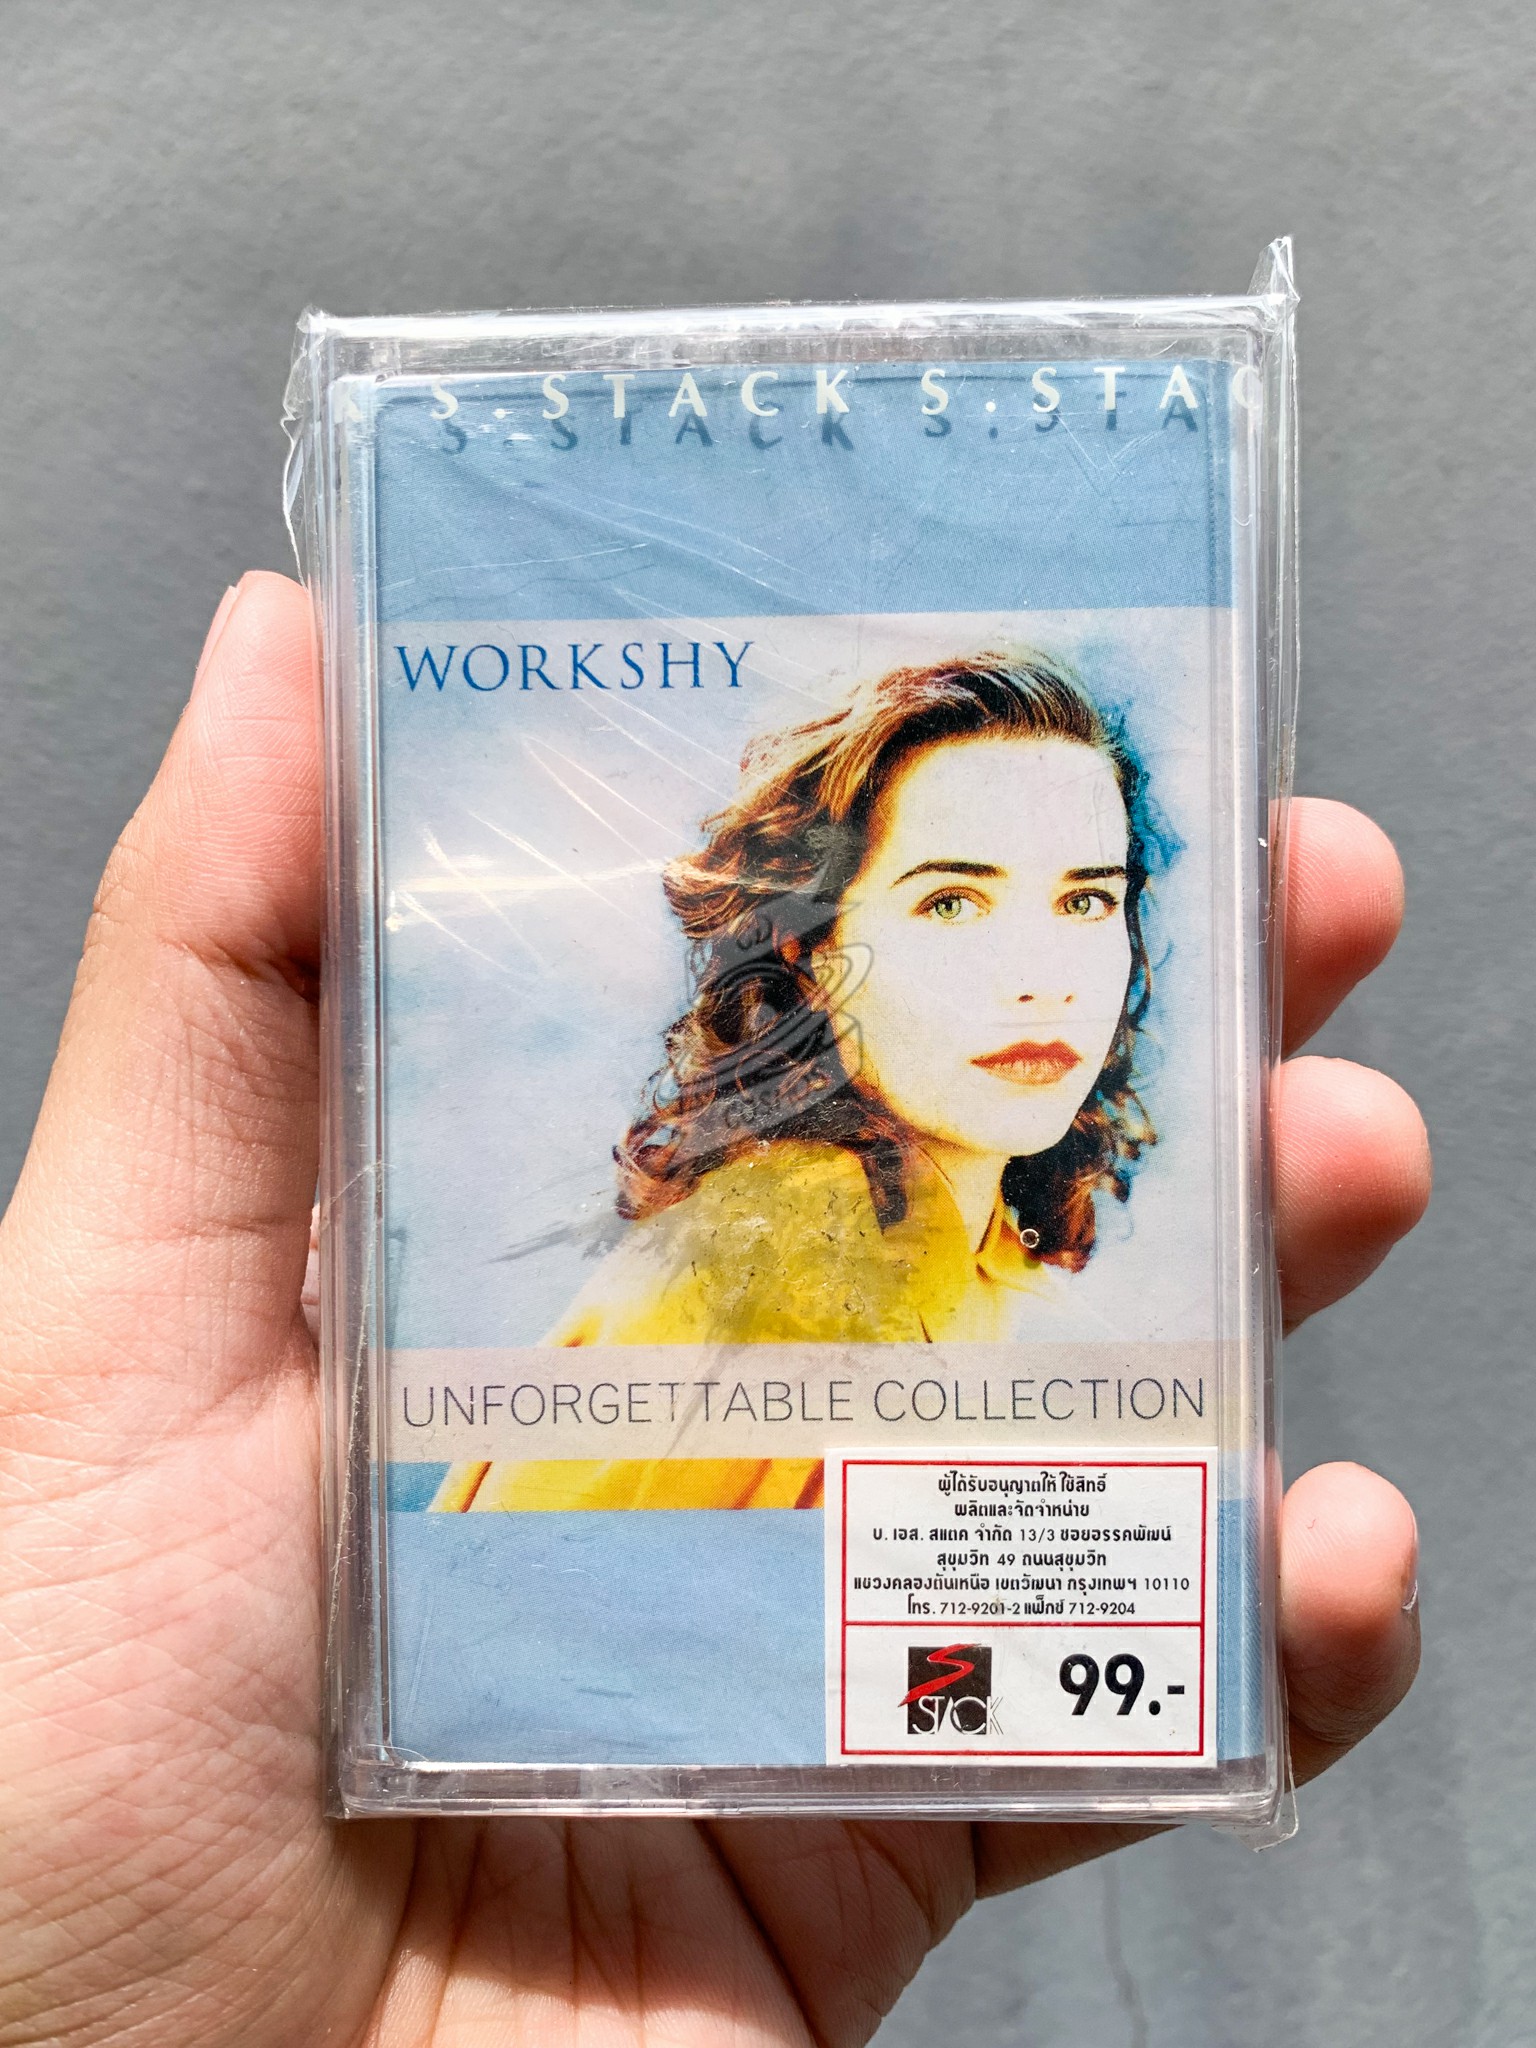 K S.STACK S.STAC
S.STACK S.STA
WORKSHY
UNFORGETTABLE COLLECTION
ผู้ได้รับอนุญาตให้ ใช้สิทธิ์
ผลิตและจัดจำหน่าย
บ. เอส. สแตค จำกัด 13/3 ซอยอรรคพัฒน์
สุขุมวิท 49 ถนนสุขุมวิท
แขวงคลองตันเหนือ เขตวัฒนา กรุงเทพฯ 10110
โทร. 712-9201-2 แฟ็กซ์ 712-9204
S STACK
99.-